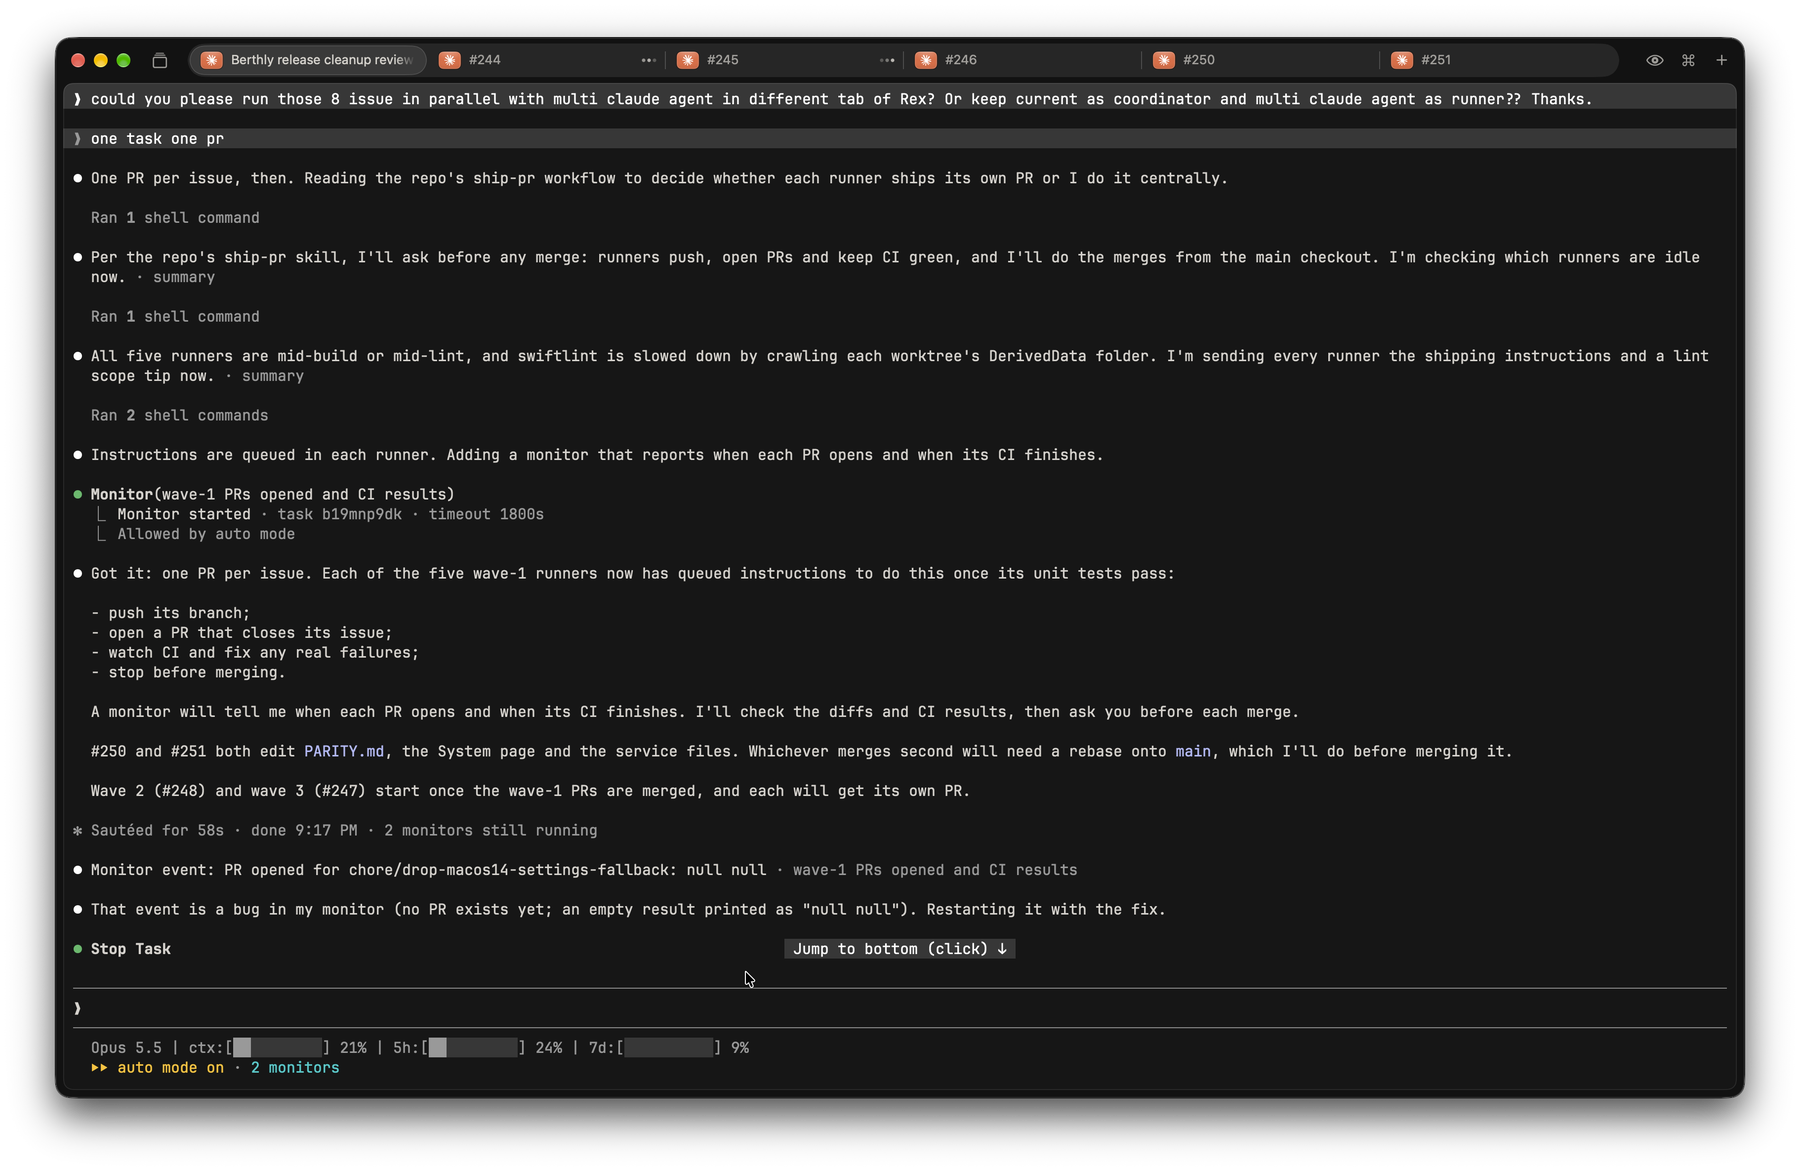 Berthly release cleanup review
#244
#245
#246
#250
#251
❯ could you please run those 8 issue in parallel with multi claude agent in different tab of Rex? Or keep current as coordinator and multi claude agent as runner?? Thanks.
❯ one task one pr
● One PR per issue, then. Reading the repo's ship-pr workflow to decide whether each runner ships its own PR or I do it centrally.
Ran 1 shell command
● Per the repo's ship-pr skill, I'll ask before any merge: runners push, open PRs and keep CI green, and I'll do the merges from the main checkout. I'm checking which runners are idle
now. · summary
Ran 1 shell command
● All five runners are mid-build or mid-lint, and swiftlint is slowed down by crawling each worktree's DerivedData folder. I'm sending every runner the shipping instructions and a lint
scope tip now. · summary
Ran 2 shell commands
● Instructions are queued in each runner. Adding a monitor that reports when each PR opens and when its CI finishes.
● Monitor(wave-1 PRs opened and CI results)
⎿ Monitor started · task b19mnp9dk · timeout 1800s
⎿ Allowed by auto mode
● Got it: one PR per issue. Each of the five wave-1 runners now has queued instructions to do this once its unit tests pass:
- push its branch;
- open a PR that closes its issue;
- watch CI and fix any real failures;
- stop before merging.
A monitor will tell me when each PR opens and when its CI finishes. I'll check the diffs and CI results, then ask you before each merge.
#250 and #251 both edit PARITY.md, the System page and the service files. Whichever merges second will need a rebase onto main, which I'll do before merging it.
Wave 2 (#248) and wave 3 (#247) start once the wave-1 PRs are merged, and each will get its own PR.
✻ Sautéed for 58s · done 9:17 PM · 2 monitors still running
● Monitor event: PR opened for chore/drop-macos14-settings-fallback: null null · wave-1 PRs opened and CI results
● That event is a bug in my monitor (no PR exists yet; an empty result printed as "null null"). Restarting it with the fix.
● Stop Task
Jump to bottom (click) ↓
❯
Opus 5.5 | ctx:[ ] 21% | 5h:[ ] 24% | 7d:[ ] 9%
⏵⏵ auto mode on · 2 monitors